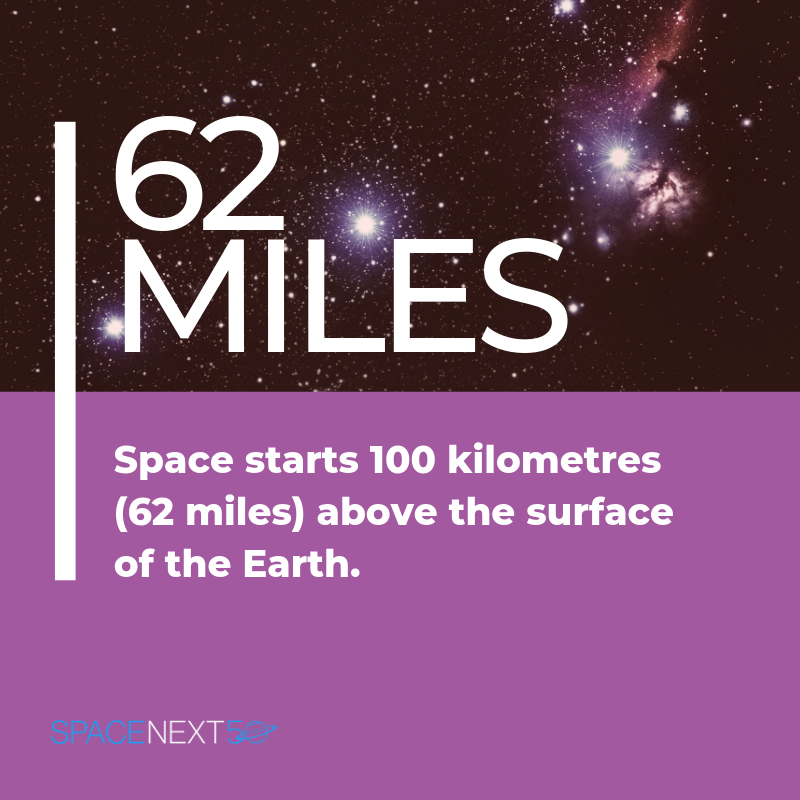 62
MILES
Space starts 100 kilometres
(62 miles) above the surface
of the Earth.
SPACENEXT50